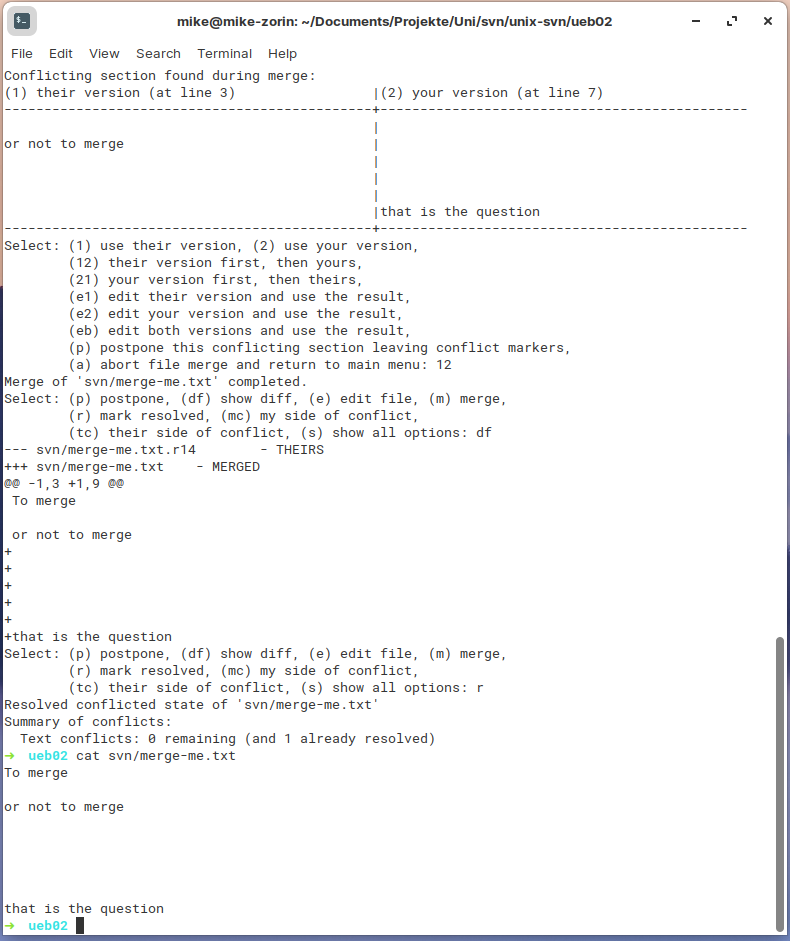 mike@mike-zorin: ~/Documents/Projekte/Uni/svn/unix-svn/ueb02
File Edit View Search Terminal Help
Conflicting section found during merge:
(1) their version (at line 3)                 |(2) your version (at line 7)
----------------------------------------------+----------------------------------------------
                                              |
or not to merge                               |
                                              |
                                              |
                                              |
                                              |that is the question
----------------------------------------------+----------------------------------------------
Select: (1) use their version, (2) use your version,
        (12) their version first, then yours,
        (21) your version first, then theirs,
        (e1) edit their version and use the result,
        (e2) edit your version and use the result,
        (eb) edit both versions and use the result,
        (p) postpone this conflicting section leaving conflict markers,
        (a) abort file merge and return to main menu: 12
Merge of 'svn/merge-me.txt' completed.
Select: (p) postpone, (df) show diff, (e) edit file, (m) merge,
        (r) mark resolved, (mc) my side of conflict,
        (tc) their side of conflict, (s) show all options: df
--- svn/merge-me.txt.r14        - THEIRS
+++ svn/merge-me.txt    - MERGED
@@ -1,3 +1,9 @@
 To merge

 or not to merge
+
+
+
+
+
+that is the question
Select: (p) postpone, (df) show diff, (e) edit file, (m) merge,
        (r) mark resolved, (mc) my side of conflict,
        (tc) their side of conflict, (s) show all options: r
Resolved conflicted state of 'svn/merge-me.txt'
Summary of conflicts:
  Text conflicts: 0 remaining (and 1 already resolved)
➜  ueb02 cat svn/merge-me.txt
To merge

or not to merge





that is the question
➜  ueb02